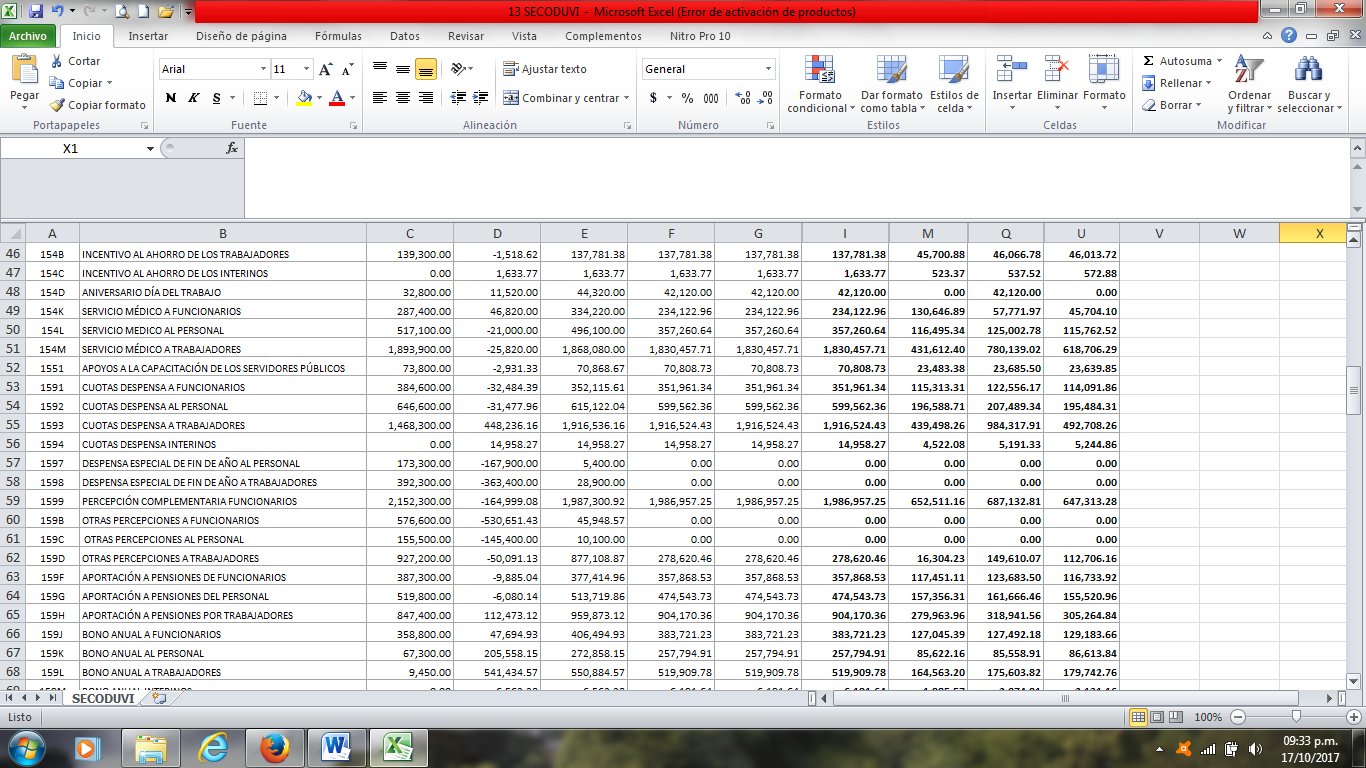 13 SECODUVI - Microsoft Excel (Error de activación de productos)
Archivo Inicio Insertar Diseño de página Fórmulas Datos Revisar Vista Complementos Nitro Pro 10
Pegar Cortar Copiar Copiar formato
Arial 11
N K S
Ajustar texto
Combinar y centrar
General
$ % 000
Formato condicional Dar formato como tabla Estilos de celda
Insertar Eliminar Formato
Autosuma Rellenar Borrar
Ordenar y filtrar Buscar y seleccionar
Portapapeles Fuente Alineación Número Estilos Celdas Modificar
X1 fx
A B C D E F G I M Q U V W X
46 154B INCENTIVO AL AHORRO DE LOS TRABAJADORES 139,300.00 -1,518.62 137,781.38 137,781.38 137,781.38 137,781.38 45,700.88 46,066.78 46,013.72
47 154C INCENTIVO AL AHORRO DE LOS INTERINOS 0.00 1,633.77 1,633.77 1,633.77 1,633.77 1,633.77 523.37 537.52 572.88
48 154D ANIVERSARIO DÍA DEL TRABAJO 32,800.00 11,520.00 44,320.00 42,120.00 42,120.00 42,120.00 0.00 42,120.00 0.00
49 154K SERVICIO MÉDICO A FUNCIONARIOS 287,400.00 46,820.00 334,220.00 234,122.96 234,122.96 234,122.96 130,646.89 57,771.97 45,704.10
50 154L SERVICIO MEDICO AL PERSONAL 517,100.00 -21,000.00 496,100.00 357,260.64 357,260.64 357,260.64 116,495.34 125,002.78 115,762.52
51 154M SERVICIO MÉDICO A TRABAJADORES 1,893,900.00 -25,820.00 1,868,080.00 1,830,457.71 1,830,457.71 1,830,457.71 431,612.40 780,139.02 618,706.29
52 1551 APOYOS A LA CAPACITACIÓN DE LOS SERVIDORES PÚBLICOS 73,800.00 -2,931.33 70,868.67 70,808.73 70,808.73 70,808.73 23,483.38 23,685.50 23,639.85
53 1591 CUOTAS DESPENSA A FUNCIONARIOS 384,600.00 -32,484.39 352,115.61 351,961.34 351,961.34 351,961.34 115,313.31 122,556.17 114,091.86
54 1592 CUOTAS DESPENSA AL PERSONAL 646,600.00 -31,477.96 615,122.04 599,562.36 599,562.36 599,562.36 196,588.71 207,489.34 195,484.31
55 1593 CUOTAS DESPENSA A TRABAJADORES 1,468,300.00 448,236.16 1,916,536.16 1,916,524.43 1,916,524.43 1,916,524.43 439,498.26 984,317.91 492,708.26
56 1594 CUOTAS DESPENSA INTERINOS 0.00 14,958.27 14,958.27 14,958.27 14,958.27 14,958.27 4,522.08 5,191.33 5,244.86
57 1597 DESPENSA ESPECIAL DE FIN DE AÑO AL PERSONAL 173,300.00 -167,900.00 5,400.00 0.00 0.00 0.00 0.00 0.00 0.00
58 1598 DESPENSA ESPECIAL DE FIN DE AÑO A TRABAJADORES 392,300.00 -363,400.00 28,900.00 0.00 0.00 0.00 0.00 0.00 0.00
59 1599 PERCEPCIÓN COMPLEMENTARIA FUNCIONARIOS 2,152,300.00 -164,999.08 1,987,300.92 1,986,957.25 1,986,957.25 1,986,957.25 652,511.16 687,132.81 647,313.28
60 159B OTRAS PERCEPCIONES A FUNCIONARIOS 576,600.00 -530,651.43 45,948.57 0.00 0.00 0.00 0.00 0.00 0.00
61 159C OTRAS PERCEPCIONES AL PERSONAL 155,500.00 -145,400.00 10,100.00 0.00 0.00 0.00 0.00 0.00 0.00
62 159D OTRAS PERCEPCIONES A TRABAJADORES 927,200.00 -50,091.13 877,108.87 278,620.46 278,620.46 278,620.46 16,304.23 149,610.07 112,706.16
63 159F APORTACIÓN A PENSIONES DE FUNCIONARIOS 387,300.00 -9,885.04 377,414.96 357,868.53 357,868.53 357,868.53 117,451.11 123,683.50 116,733.92
64 159G APORTACIÓN A PENSIONES DEL PERSONAL 519,800.00 -6,080.14 513,719.86 474,543.73 474,543.73 474,543.73 157,356.31 161,666.46 155,520.96
65 159H APORTACIÓN A PENSIONES POR TRABAJADORES 847,400.00 112,473.12 959,873.12 904,170.36 904,170.36 904,170.36 279,963.96 318,941.56 305,264.84
66 159J BONO ANUAL A FUNCIONARIOS 358,800.00 47,694.93 406,494.93 383,721.23 383,721.23 383,721.23 127,045.39 127,492.18 129,183.66
67 159K BONO ANUAL AL PERSONAL 67,300.00 205,558.15 272,858.15 257,794.91 257,794.91 257,794.91 85,622.16 85,558.91 86,613.84
68 159L BONO ANUAL A TRABAJADORES 9,450.00 541,434.57 550,884.57 519,909.78 519,909.78 519,909.78 164,563.20 175,603.82 179,742.76
SECODUVI
Listo 100%
09:33 p.m.
17/10/2017